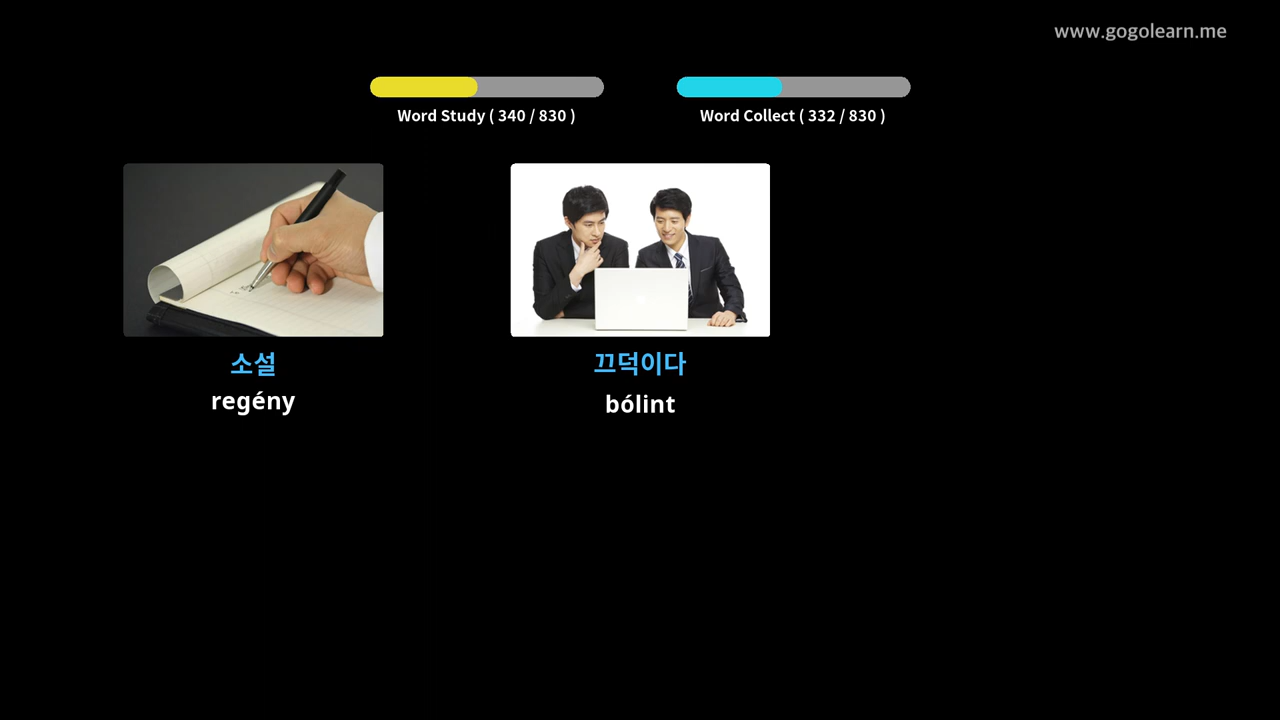 www.gogolearn.me
Word Study ( 340 / 830 )
Word Collect ( 332 / 830 )
소설
regény
끄덕이다
bólint